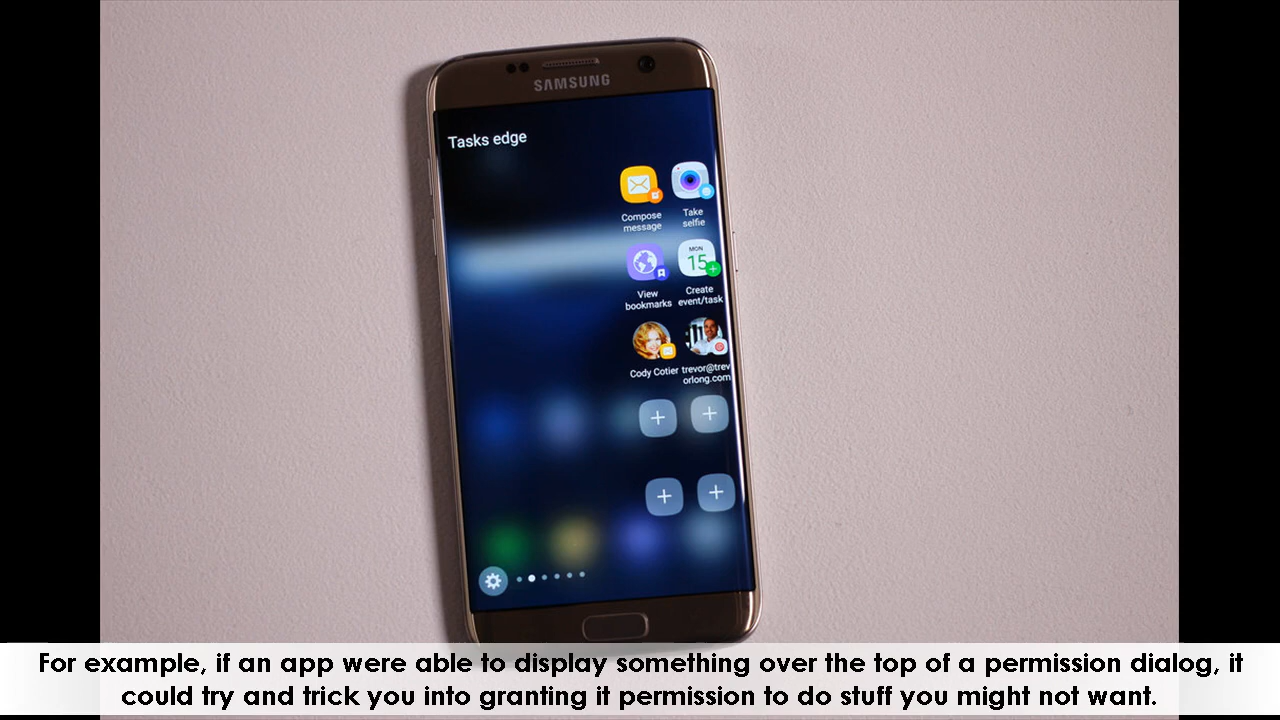 SAMSUNG
Tasks edge
Compose
message
Take
selfie
View
bookmarks
MON
15
Create
event/task
Cody Cotier
trevor@trev
orlong.com
For example, if an app were able to display something over the top of a permission dialog, it
could try and trick you into granting it permission to do stuff you might not want.